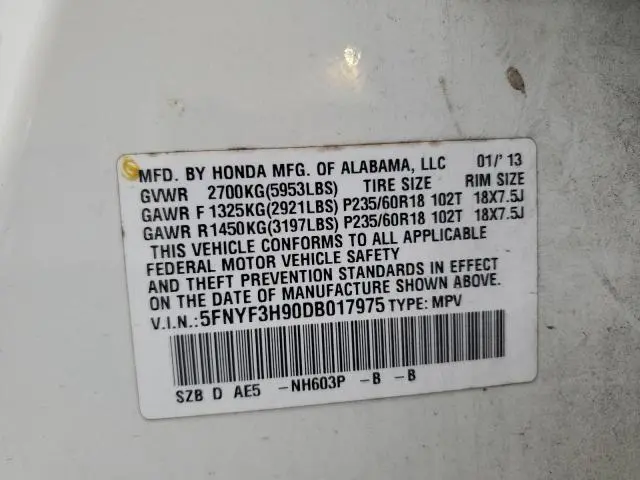 MFD. BY HONDA MFG. OF ALABAMA, LLC 01/'13
GVWR 2700KG(5953LBS) TIRE SIZE RIM SIZE
GAWR F 1325KG(2921LBS) P235/60R18 102T 18X7.5J
GAWR R1450KG(3197LBS) P235/60R18 102T 18X7.5J
THIS VEHICLE CONFORMS TO ALL APPLICABLE
FEDERAL MOTOR VEHICLE SAFETY
AND THEFT PREVENTION STANDARDS IN EFFECT
ON THE DATE OF MANUFACTURE SHOWN ABOVE.
V.I.N.:5FNYF3H90DB017975 TYPE: MPV
SZB D AE5 -NH603P -B -B